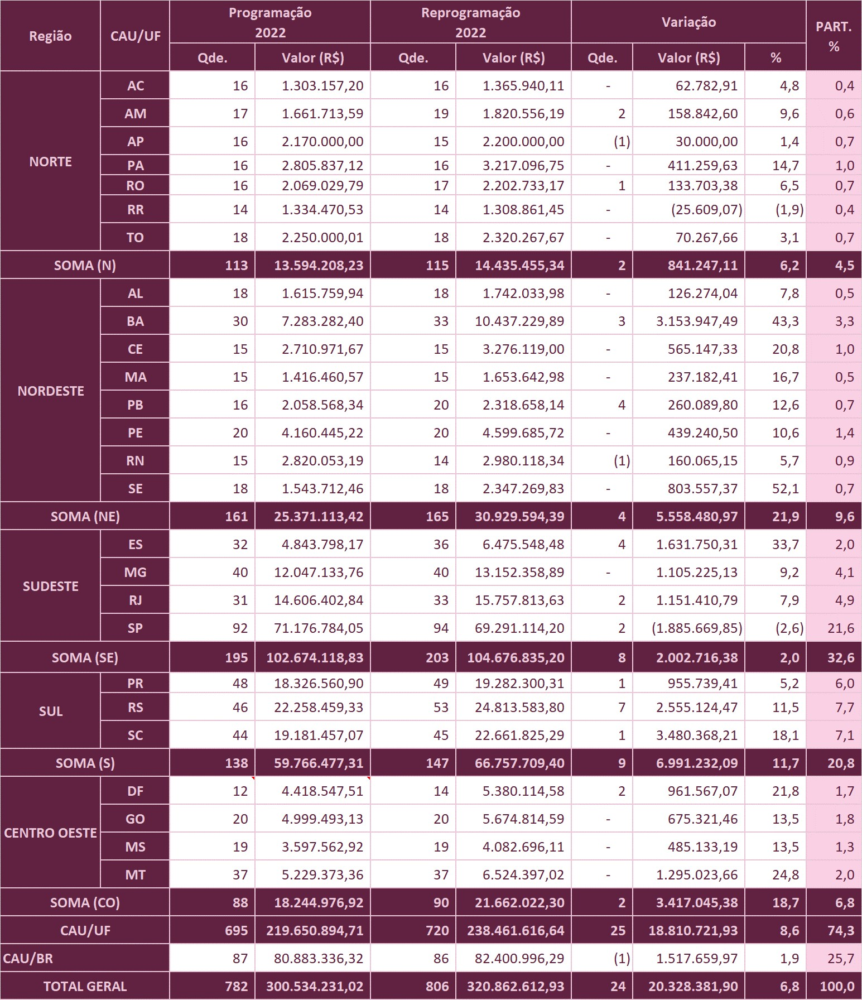 Região CAU/UF Programação 2022 Reprogramação 2022 Variação PART. %
Qde. Valor (R$) Qde. Valor (R$) Qde. Valor (R$) %
NORTE
AC 16 1.303.157,20 16 1.365.940,11 - 62.782,91 4,8 0,4
AM 17 1.661.713,59 19 1.820.556,19 2 158.842,60 9,6 0,6
AP 16 2.170.000,00 15 2.200.000,00 (1) 30.000,00 1,4 0,7
PA 16 2.805.837,12 16 3.217.096,75 - 411.259,63 14,7 1,0
RO 16 2.069.029,79 17 2.202.733,17 1 133.703,38 6,5 0,7
RR 14 1.334.470,53 14 1.308.861,45 - (25.609,07) (1,9) 0,4
TO 18 2.250.000,01 18 2.320.267,67 - 70.267,66 3,1 0,7
SOMA (N) 113 13.594.208,23 115 14.435.455,34 2 841.247,11 6,2 4,5
NORDESTE
AL 18 1.615.759,94 18 1.742.033,98 - 126.274,04 7,8 0,5
BA 30 7.283.282,40 33 10.437.229,89 3 3.153.947,49 43,3 3,3
CE 15 2.710.971,67 15 3.276.119,00 - 565.147,33 20,8 1,0
MA 15 1.416.460,57 15 1.653.642,98 - 237.182,41 16,7 0,5
PB 16 2.058.568,34 20 2.318.658,14 4 260.089,80 12,6 0,7
PE 20 4.160.445,22 20 4.599.685,72 - 439.240,50 10,6 1,4
RN 15 2.820.053,19 14 2.980.118,34 (1) 160.065,15 5,7 0,9
SE 18 1.543.712,46 18 2.347.269,83 - 803.557,37 52,1 0,7
SOMA (NE) 161 25.371.113,42 165 30.929.594,39 4 5.558.480,97 21,9 9,6
SUDESTE
ES 32 4.843.798,17 36 6.475.548,48 4 1.631.750,31 33,7 2,0
MG 40 12.047.133,76 40 13.152.358,89 - 1.105.225,13 9,2 4,1
RJ 31 14.606.402,84 33 15.757.813,63 2 1.151.410,79 7,9 4,9
SP 92 71.176.784,05 94 69.291.114,20 2 (1.885.669,85) (2,6) 21,6
SOMA (SE) 195 102.674.118,83 203 104.676.835,20 8 2.002.716,38 2,0 32,6
SUL
PR 48 18.326.560,90 49 19.282.300,31 1 955.739,41 5,2 6,0
RS 46 22.258.459,33 53 24.813.583,80 7 2.555.124,47 11,5 7,7
SC 44 19.181.457,07 45 22.661.825,29 1 3.480.368,21 18,1 7,1
SOMA (S) 138 59.766.477,31 147 66.757.709,40 9 6.991.232,09 11,7 20,8
CENTRO OESTE
DF 12 4.418.547,51 14 5.380.114,58 2 961.567,07 21,8 1,7
GO 20 4.999.493,13 20 5.674.814,59 - 675.321,46 13,5 1,8
MS 19 3.597.562,92 19 4.082.696,11 - 485.133,19 13,5 1,3
MT 37 5.229.373,36 37 6.524.397,02 - 1.295.023,66 24,8 2,0
SOMA (CO) 88 18.244.976,92 90 21.662.022,30 2 3.417.045,38 18,7 6,8
CAU/UF 695 219.650.894,71 720 238.461.616,64 25 18.810.721,93 8,6 74,3
CAU/BR 87 80.883.336,32 86 82.400.996,29 (1) 1.517.659,97 1,9 25,7
TOTAL GERAL 782 300.534.231,02 806 320.862.612,93 24 20.328.381,90 6,8 100,0